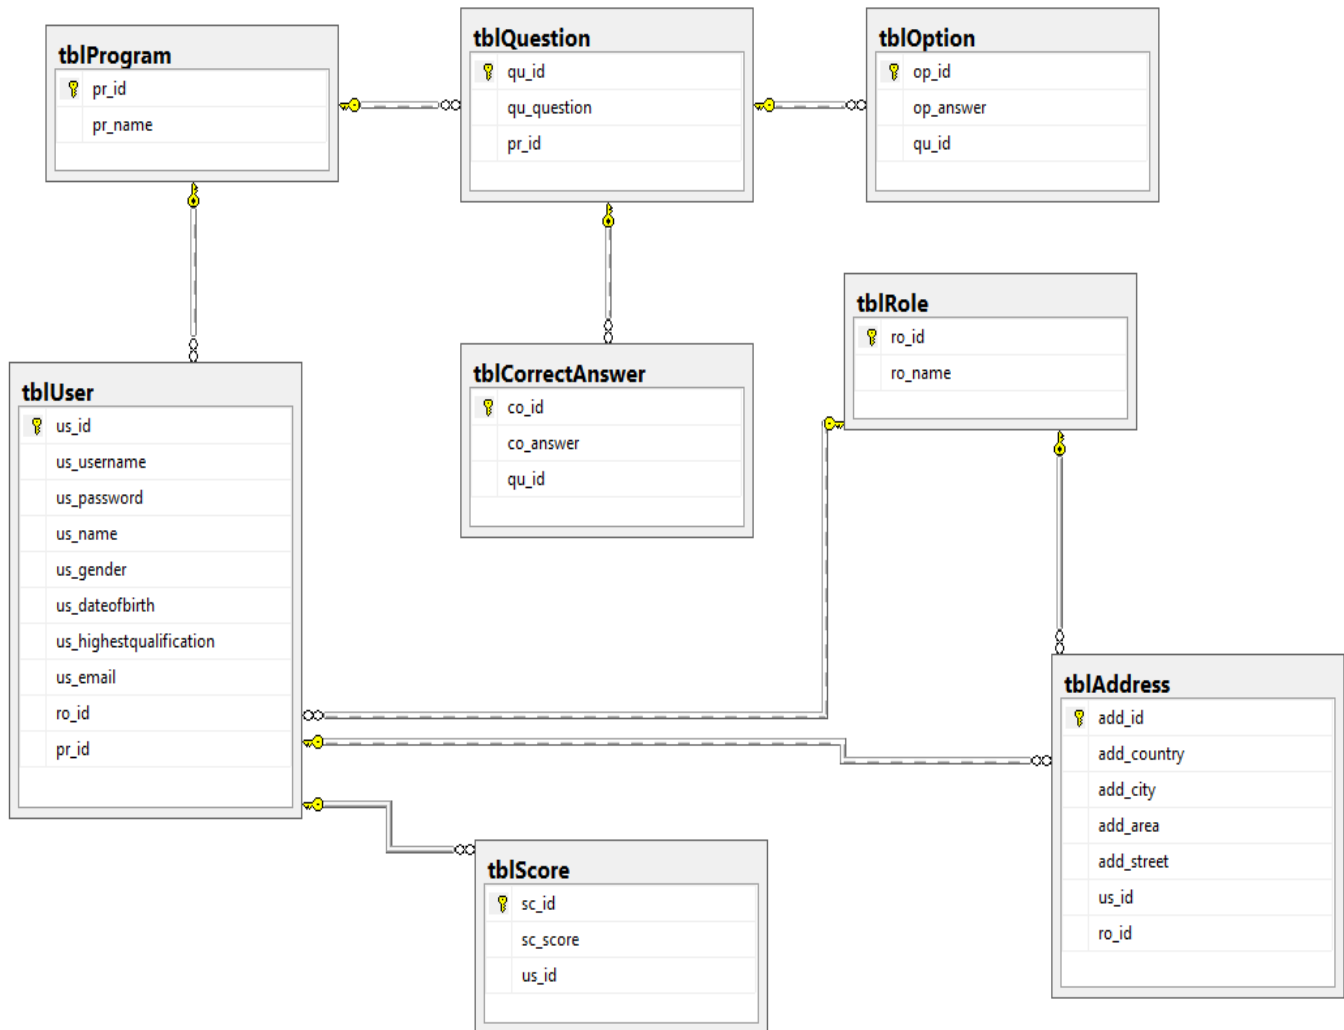 tblProgram
pr_id
pr_name
tblQuestion
qu_id
qu_question
pr_id
tblOption
op_id
op_answer
qu_id
tblRole
ro_id
ro_name
tblCorrectAnswer
co_id
co_answer
qu_id
tblUser
us_id
us_username
us_password
us_name
us_gender
us_dateofbirth
us_highestqualification
us_email
ro_id
pr_id
tblAddress
add_id
add_country
add_city
add_area
add_street
us_id
ro_id
tblScore
sc_id
sc_score
us_id